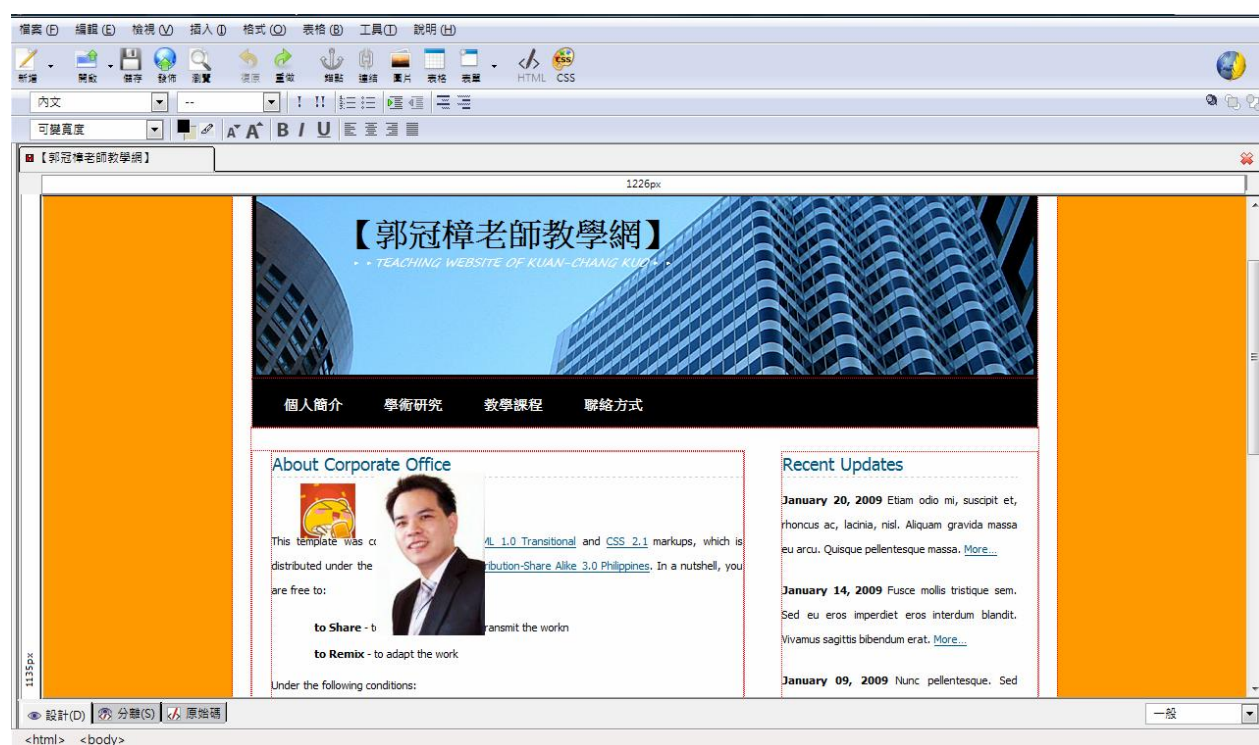 檔案(F) 編輯(E) 檢視(V) 插入(I) 格式(O) 表格(B) 工具(T) 說明(H)
新增 開啟 儲存 發佈 瀏覽 復原 重做 錨點 連結 圖片 表格 表單 HTML CSS
內文 -- ! !!
可變寬度 A A B I U
【郭冠樟老師教學網】
1226px
【郭冠樟老師教學網】
TEACHING WEBSITE OF KUAN-CHANG KUO
個人簡介 學術研究 教學課程 聯絡方式
About Corporate Office
This template was ML 1.0 Transitional and CSS 2.1 markups, which is
distributed under the ribution-Share Alike 3.0 Philippines. In a nutshell, you
are free to:
to Share - t ransmit the workn
to Remix - to adapt the work
Under the following conditions:
Recent Updates
January 20, 2009 Etiam odio mi, suscipit et,
rhoncus ac, lacinia, nisl. Aliquam gravida massa
eu arcu. Quisque pellentesque massa. More...
January 14, 2009 Fusce mollis tristique sem.
Sed eu eros imperdiet eros interdum blandit.
Vivamus sagittis bibendum erat. More...
January 09, 2009 Nunc pellentesque. Sed
1135px
設計(D) 分離(S) 原始碼 一般
<html> <body>